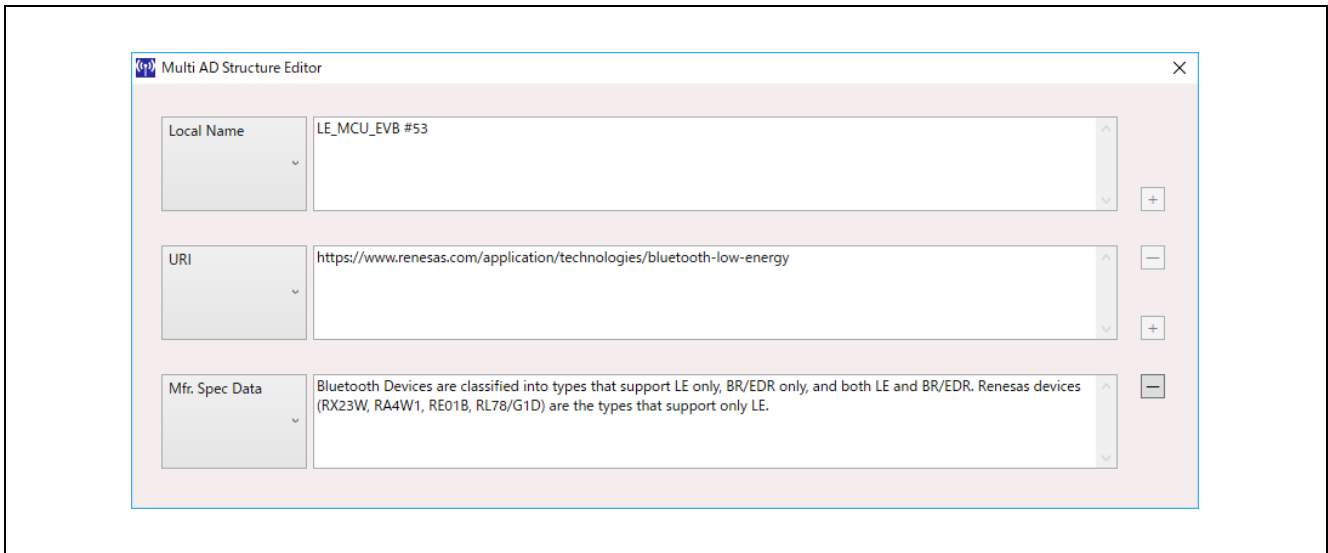 Multi AD Structure Editor
Local Name
LE_MCU_EVB #53
URI
https://www.renesas.com/application/technologies/bluetooth-low-energy
Mfr. Spec Data
Bluetooth Devices are classified into types that support LE only, BR/EDR only, and both LE and BR/EDR. Renesas devices
(RX23W, RA4W1, RE01B, RL78/G1D) are the types that support only LE.